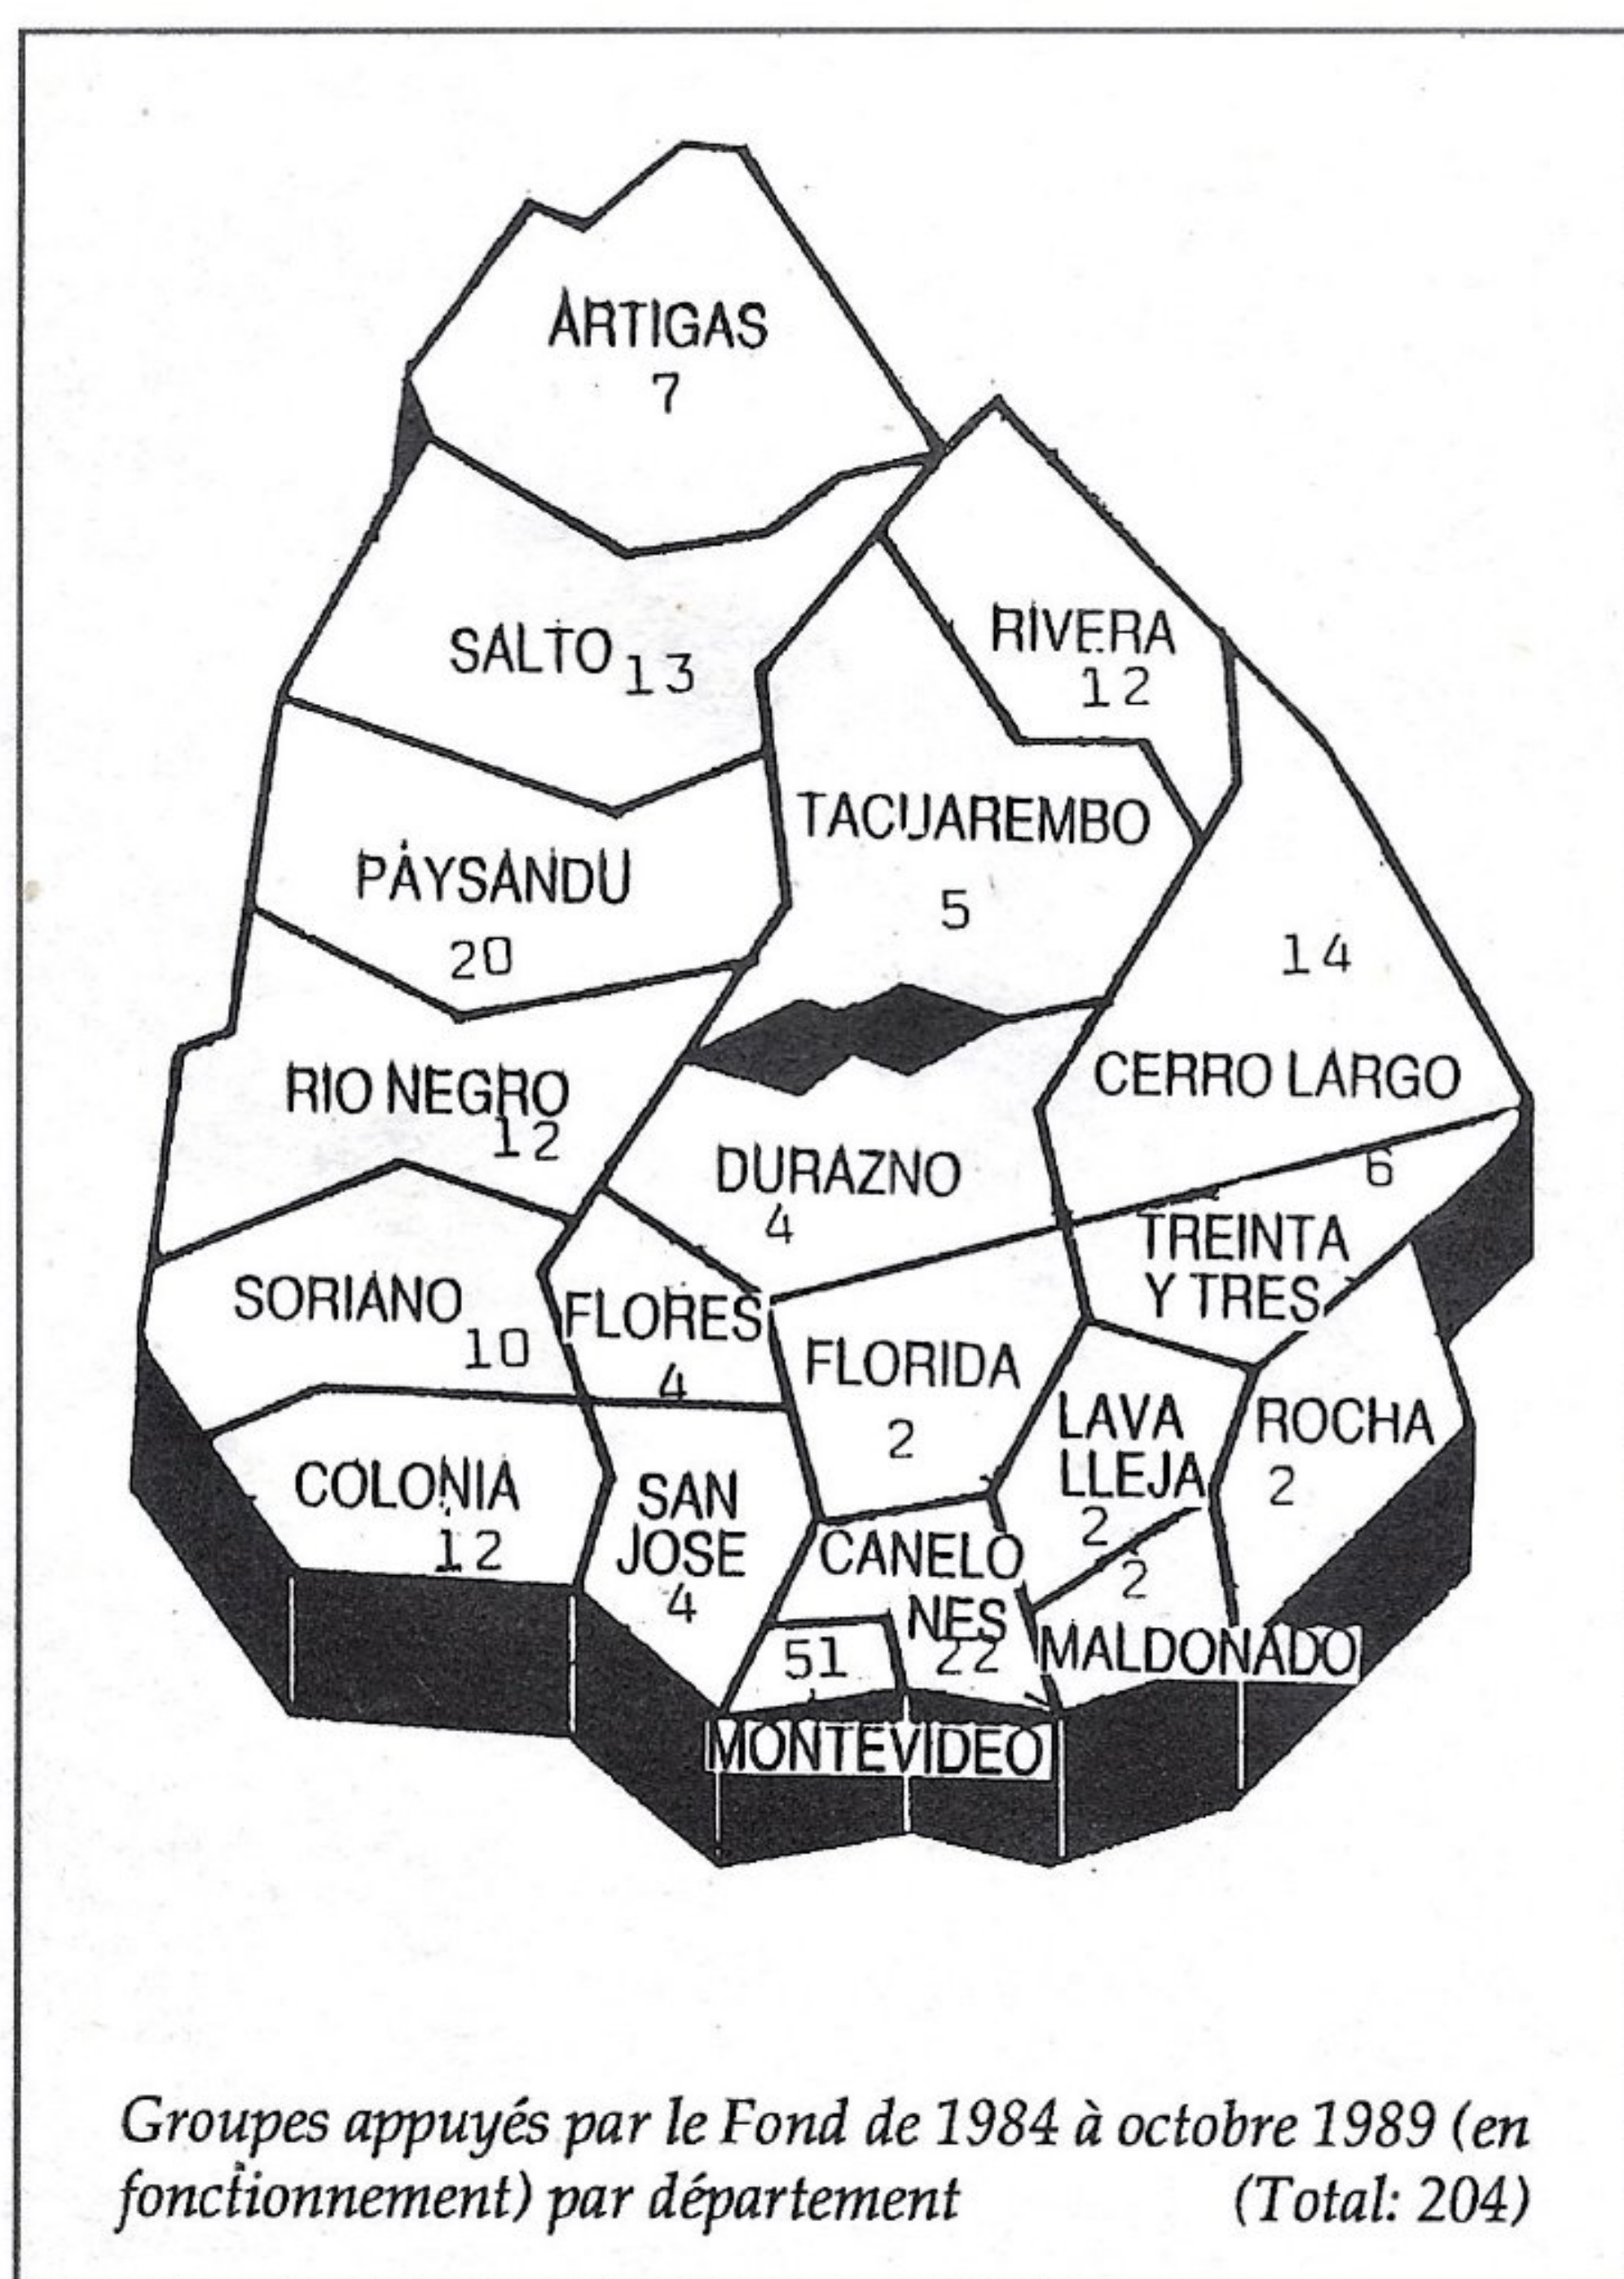 ARTIGAS
7
SALTO 13
RIVERA
12
TACUAREMBO
5
PAYSANDU
20
14
CERRO LARGO
RIO NEGRO
12
DURAZNO
4
6
TREINTA
Y TRES
SORIANO
10
FLORES
4
FLORIDA
2
LAVA
LLEJA
2
ROCHA
2
COLONIA
12
SAN
JOSE
4
CANELO
NES
22
2
MALDONADO
51
MONTEVIDEO
Groupes appuyés par le Fond de 1984 à octobre 1989 (en
fonctionnement) par département (Total: 204)